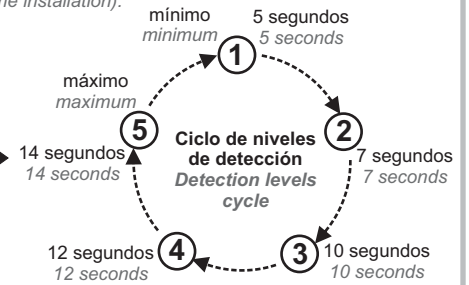 installation).
mínimo
minimum
5 segundos
5 seconds
1
máximo
maximum
5
2
Ciclo de niveles
de detección
Detection levels
cycle
14 segundos
14 seconds
7 segundos
7 seconds
12 segundos
12 seconds
4
3
10 segundos
10 seconds